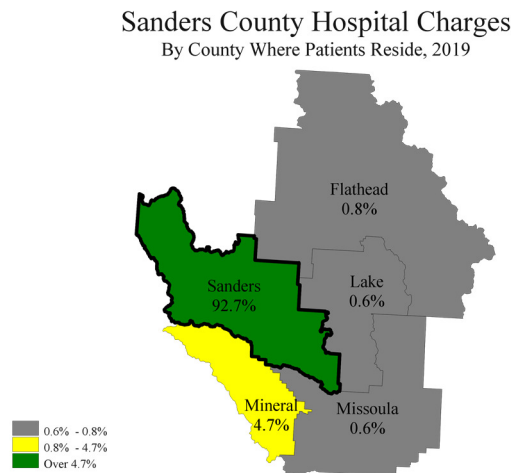 Sanders County Hospital Charges
By County Where Patients Reside, 2019
Flathead
0.8%
Lake
0.6%
Sanders
92.7%
Mineral
4.7%
Missoula
0.6%
0.6% - 0.8%
0.8% - 4.7%
Over 4.7%